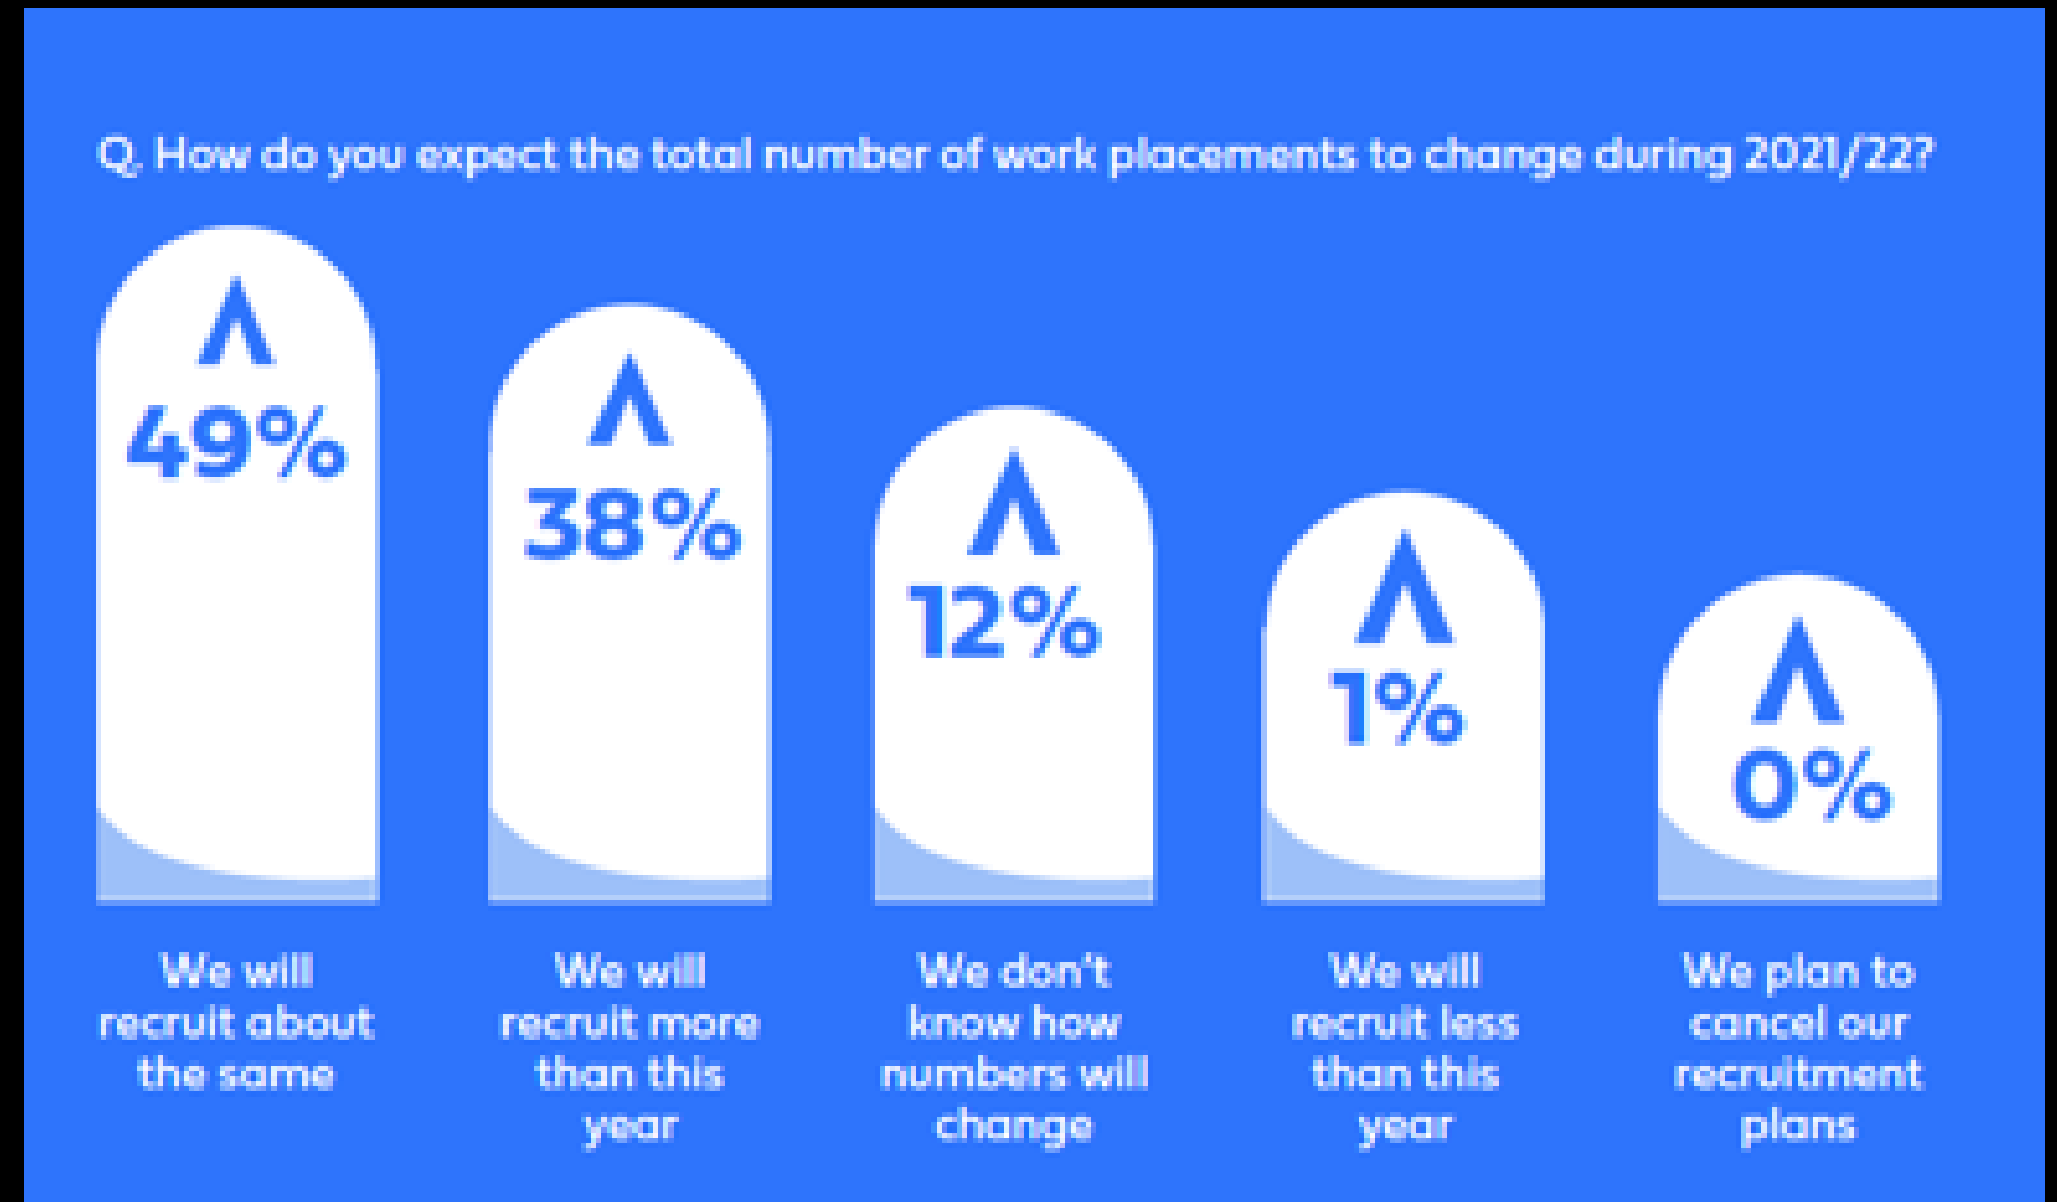 Q. How do you expect the total number of work placements to change during 2021/22?
49%
38%
12%
1%
0%
We will
recruit about
the same
We will
recruit more
than this
year
We don't
know how
numbers will
change
We will
recruit less
than this
year
We plan to
cancel our
recruitment
plans